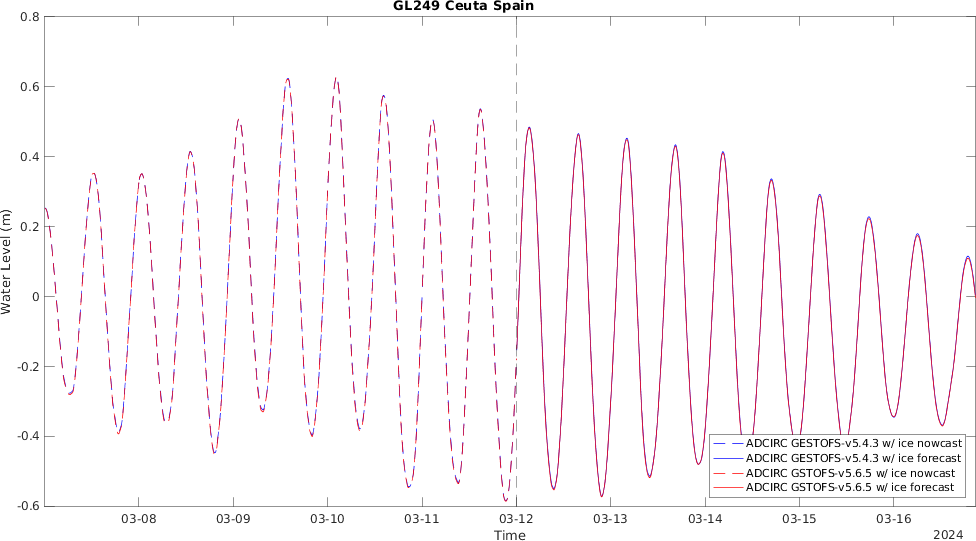 GL249 Ceuta Spain
0.8
0.6
0.4
0.2
0
-0.2
-0.4
-0.6
Water Level (m)
ADCIRC GESTOFS-v5.4.3 w/ ice nowcast
ADCIRC GESTOFS-v5.4.3 w/ ice forecast
ADCIRC GSTOFS-v5.6.5 w/ ice nowcast
ADCIRC GSTOFS-v5.6.5 w/ ice forecast
03-08 03-09 03-10 03-11 03-12 03-13 03-14 03-15 03-16
Time
2024